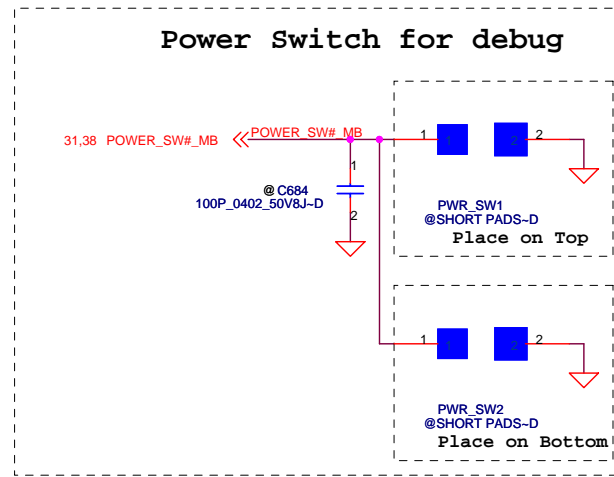 Power Switch for debug
31,38 POWER_SW#_MB
POWER_SW#_MB
1
1
2
2
1
@ C684
100P_0402_50V8J~D
2
PWR_SW1
@SHORT PADS~D
Place on Top
1
1
2
2
PWR_SW2
@SHORT PADS~D
Place on Bottom